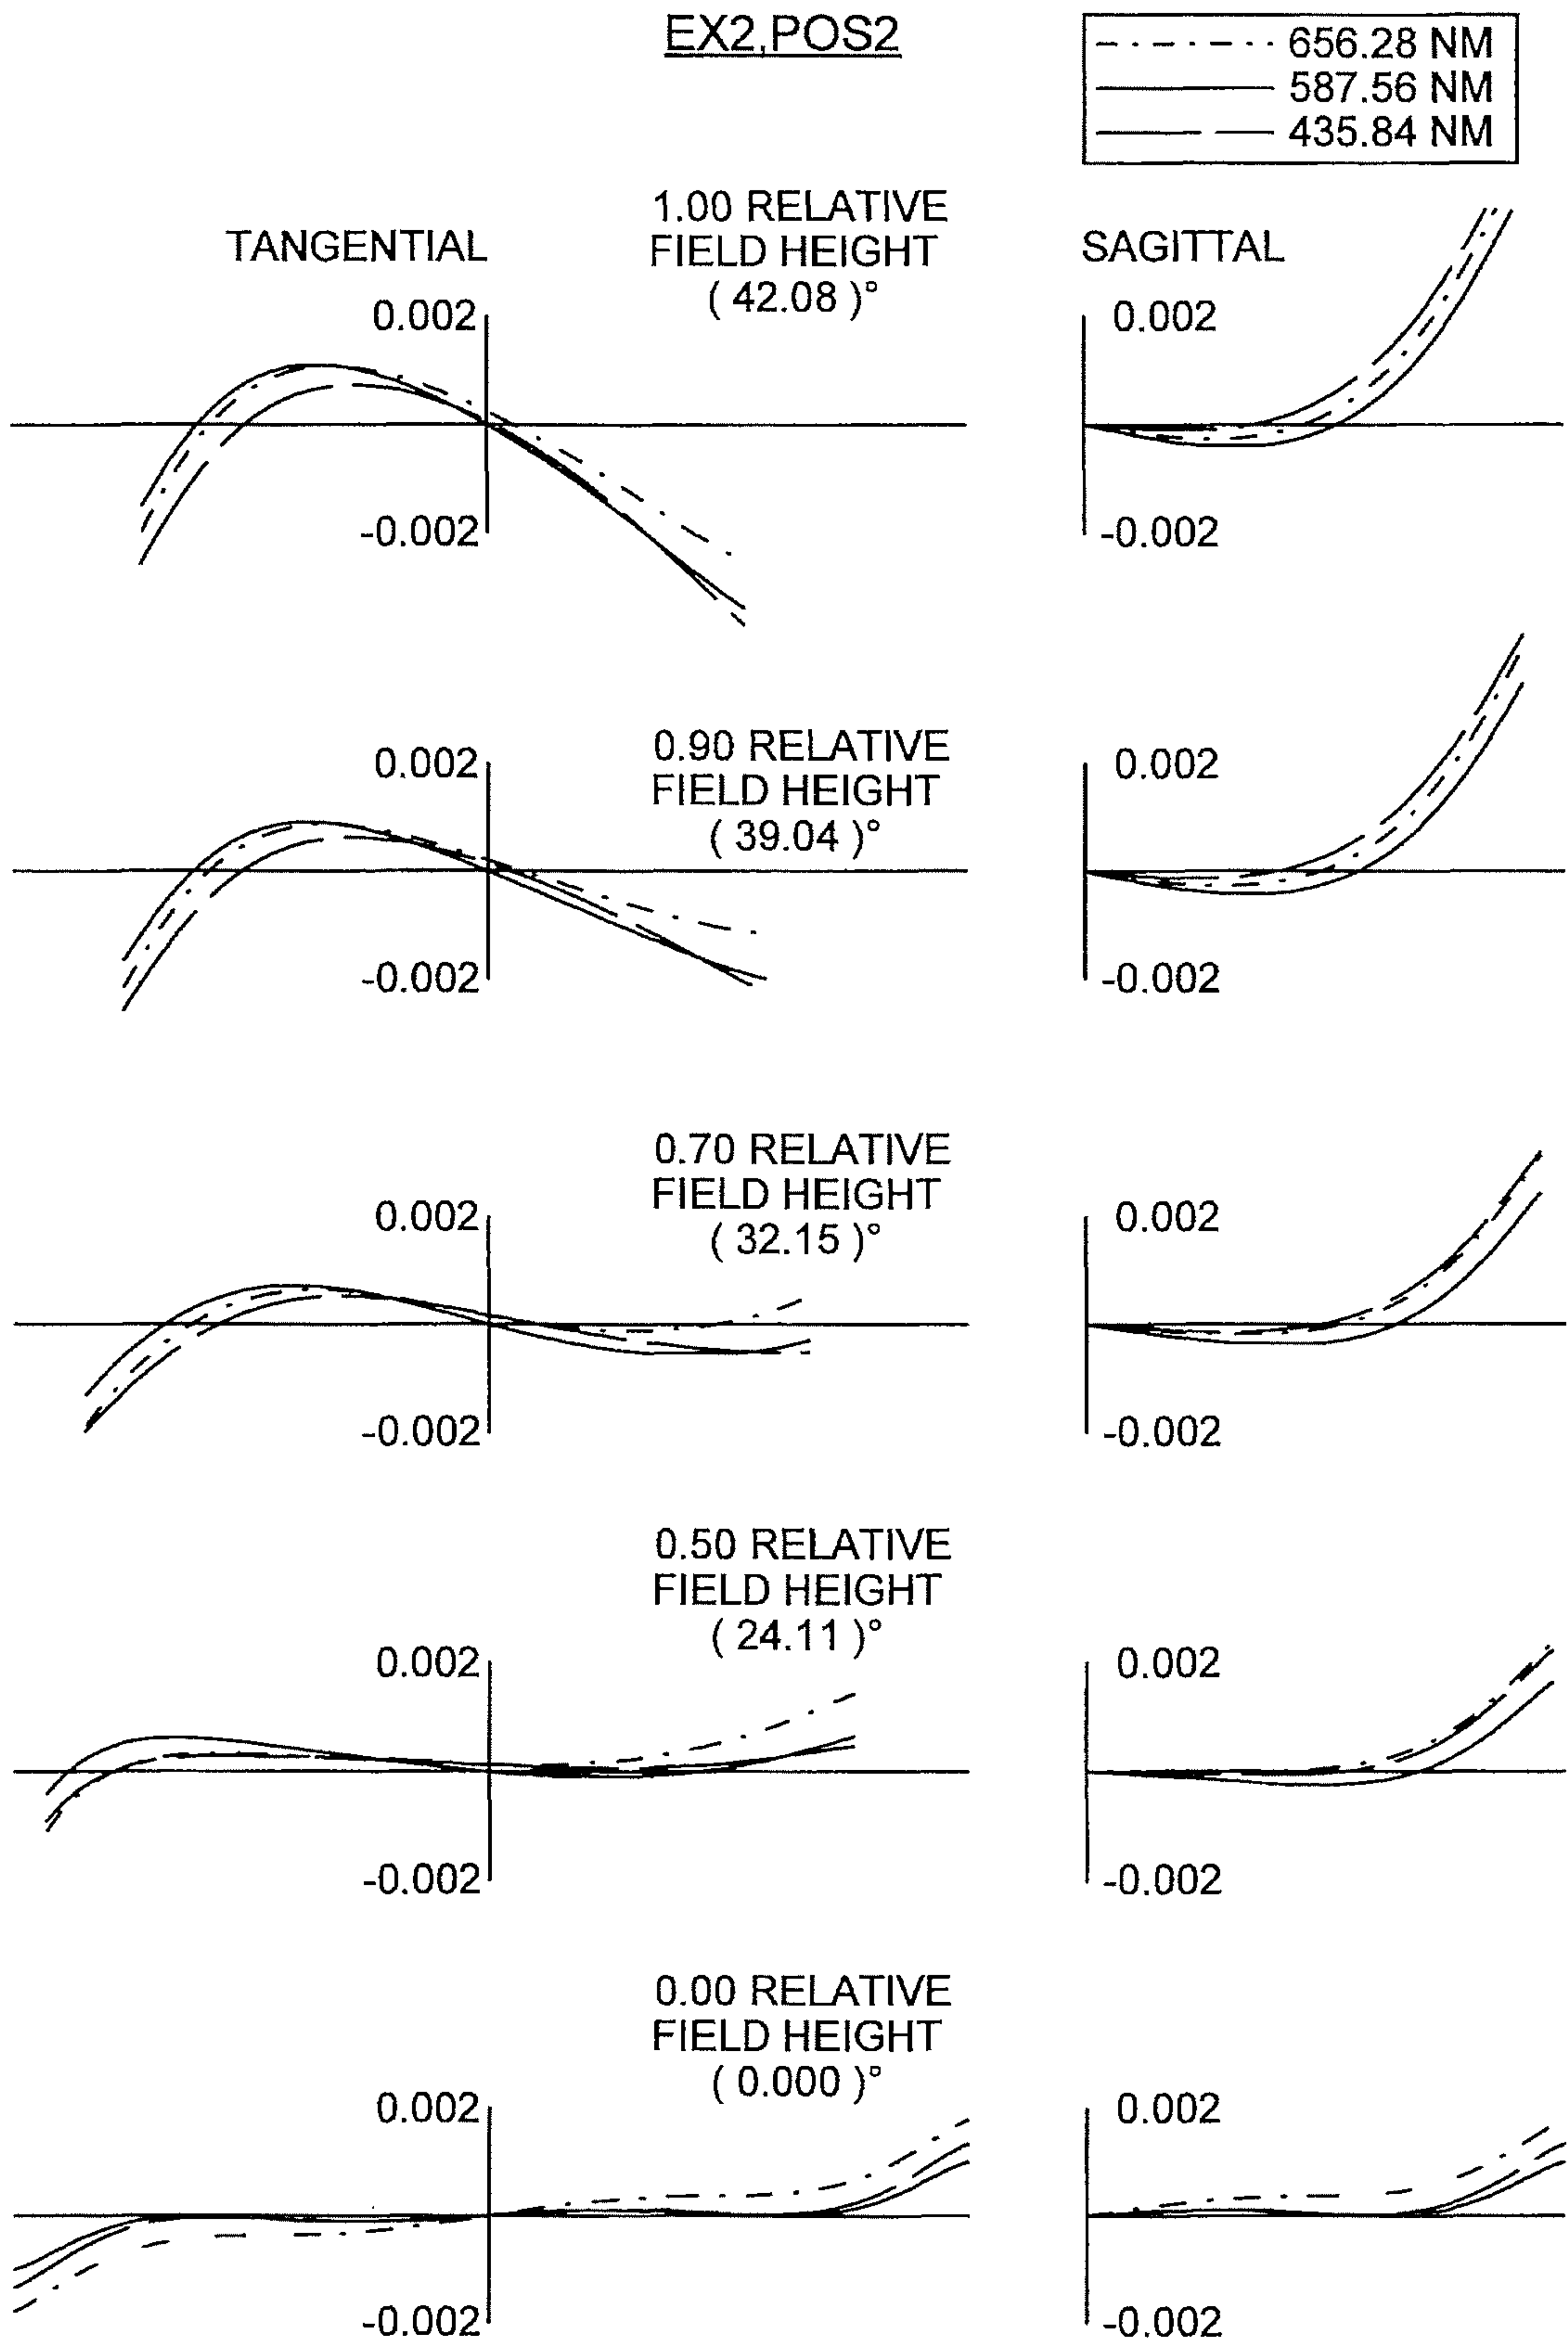 EX2,POS2
656.28 NM
587.56 NM
435.84 NM
TANGENTIAL
1.00 RELATIVE
FIELD HEIGHT
( 42.08 )°
SAGITTAL
0.002
-0.002
0.002
-0.002
0.90 RELATIVE
FIELD HEIGHT
( 39.04 )°
0.002
-0.002
0.002
-0.002
0.70 RELATIVE
FIELD HEIGHT
( 32.15 )°
0.002
-0.002
0.002
-0.002
0.50 RELATIVE
FIELD HEIGHT
( 24.11 )°
0.002
-0.002
0.002
-0.002
0.00 RELATIVE
FIELD HEIGHT
( 0.000 )°
0.002
-0.002
0.002
-0.002